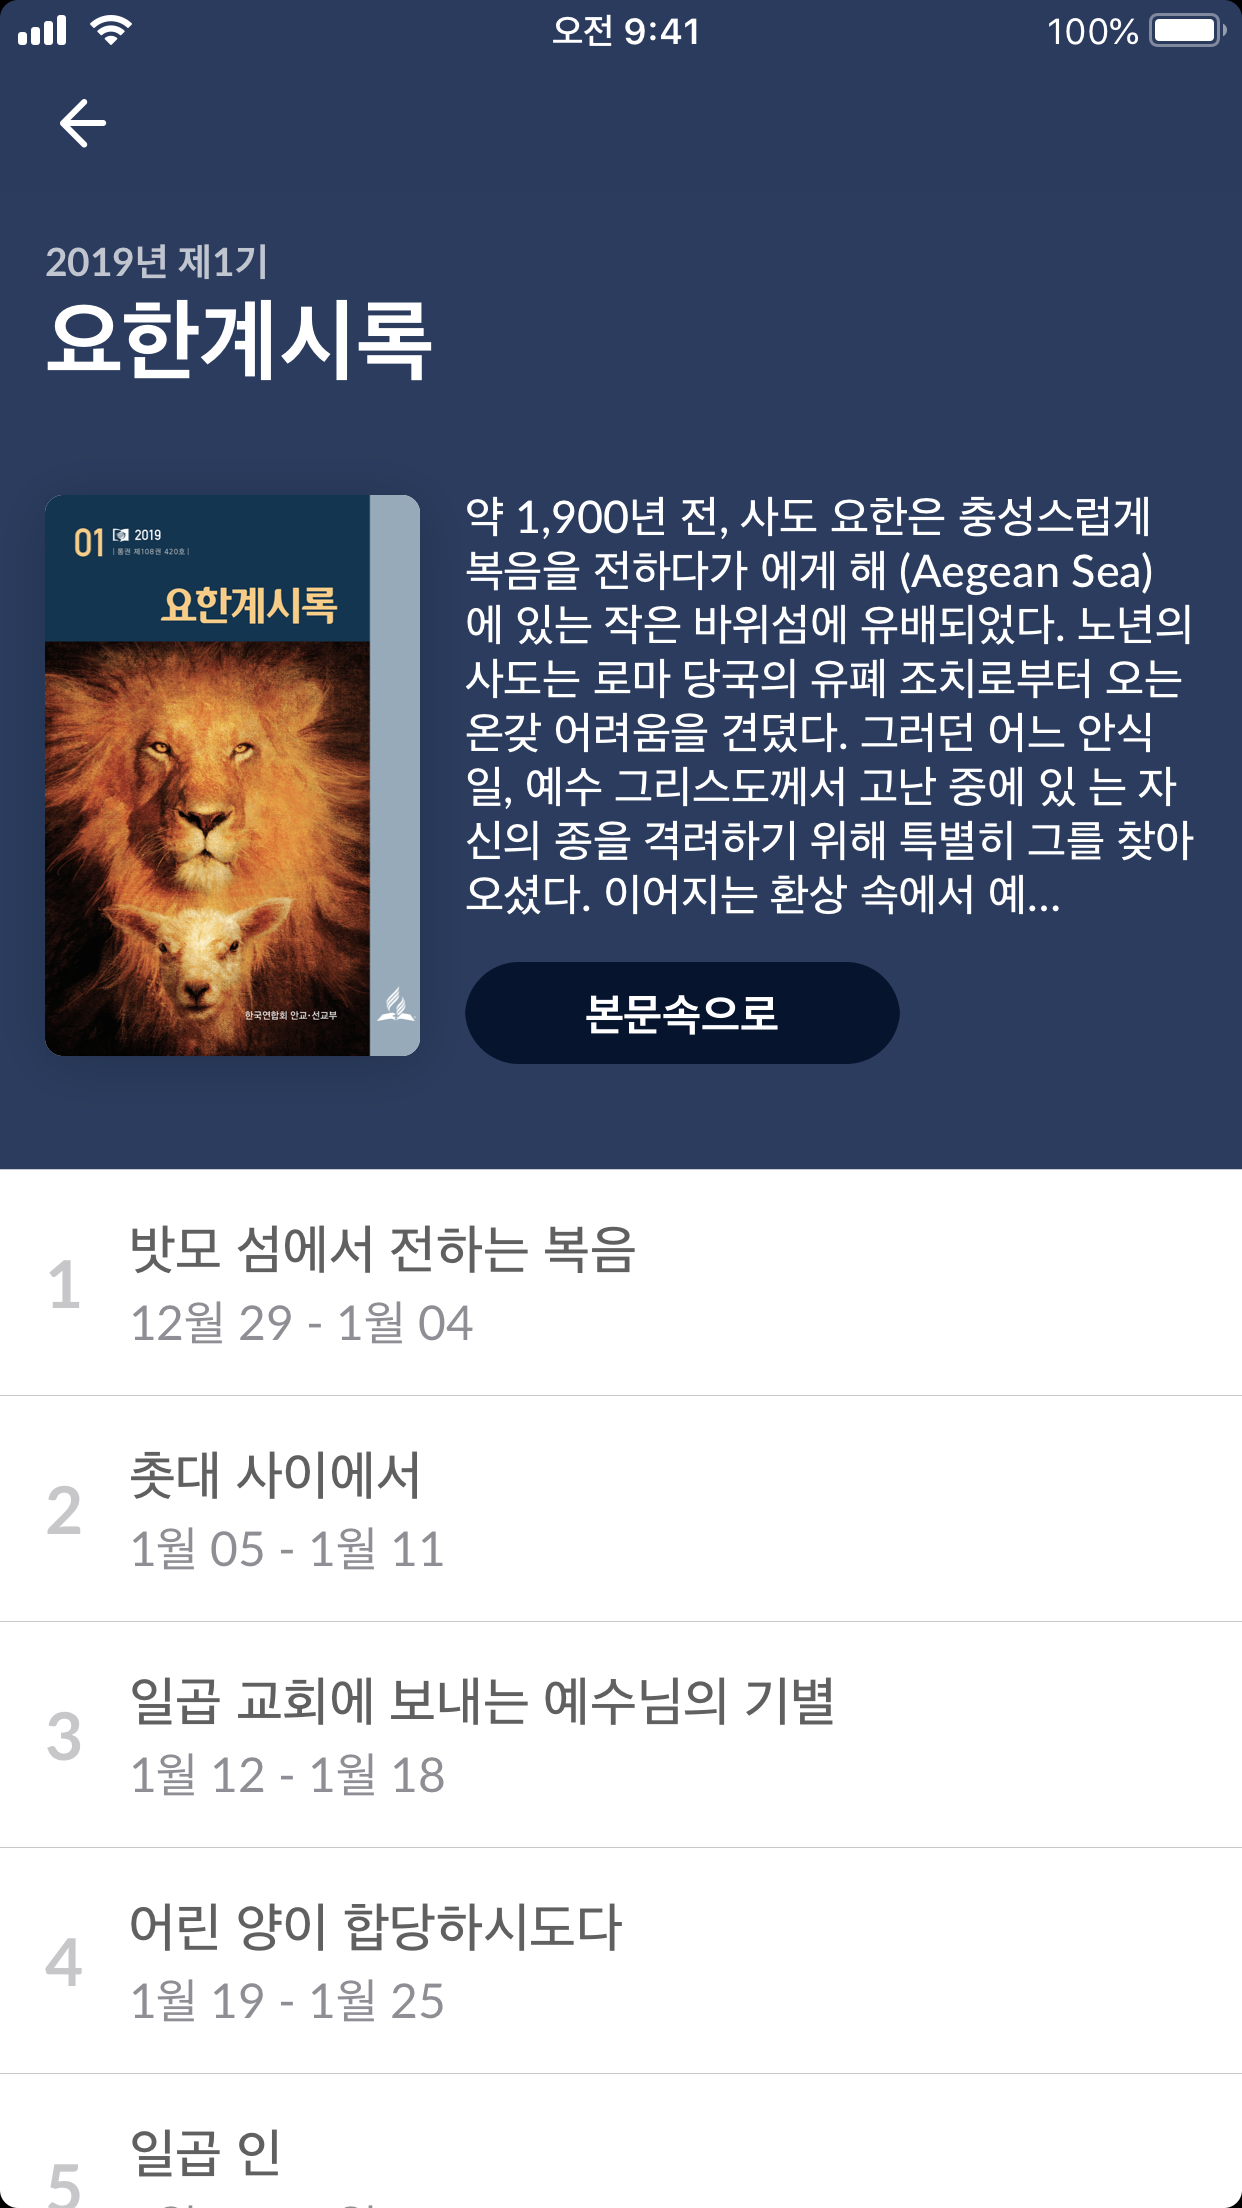 오전 9:41
100%
2019년 제1기
요한계시록
01 2019
| 통권 제108권 420호 |
요한계시록
한국연합회 안교·선교부
약 1,900년 전, 사도 요한은 충성스럽게
복음을 전하다가 에게 해 (Aegean Sea)
에 있는 작은 바위섬에 유배되었다. 노년의
사도는 로마 당국의 유폐 조치로부터 오는
온갖 어려움을 견뎠다. 그러던 어느 안식
일, 예수 그리스도께서 고난 중에 있 는 자
신의 종을 격려하기 위해 특별히 그를 찾아
오셨다. 이어지는 환상 속에서 예...
본문속으로
1
밧모 섬에서 전하는 복음
12월 29 - 1월 04
2
촛대 사이에서
1월 05 - 1월 11
3
일곱 교회에 보내는 예수님의 기별
1월 12 - 1월 18
4
어린 양이 합당하시도다
1월 19 - 1월 25
5
일곱 인